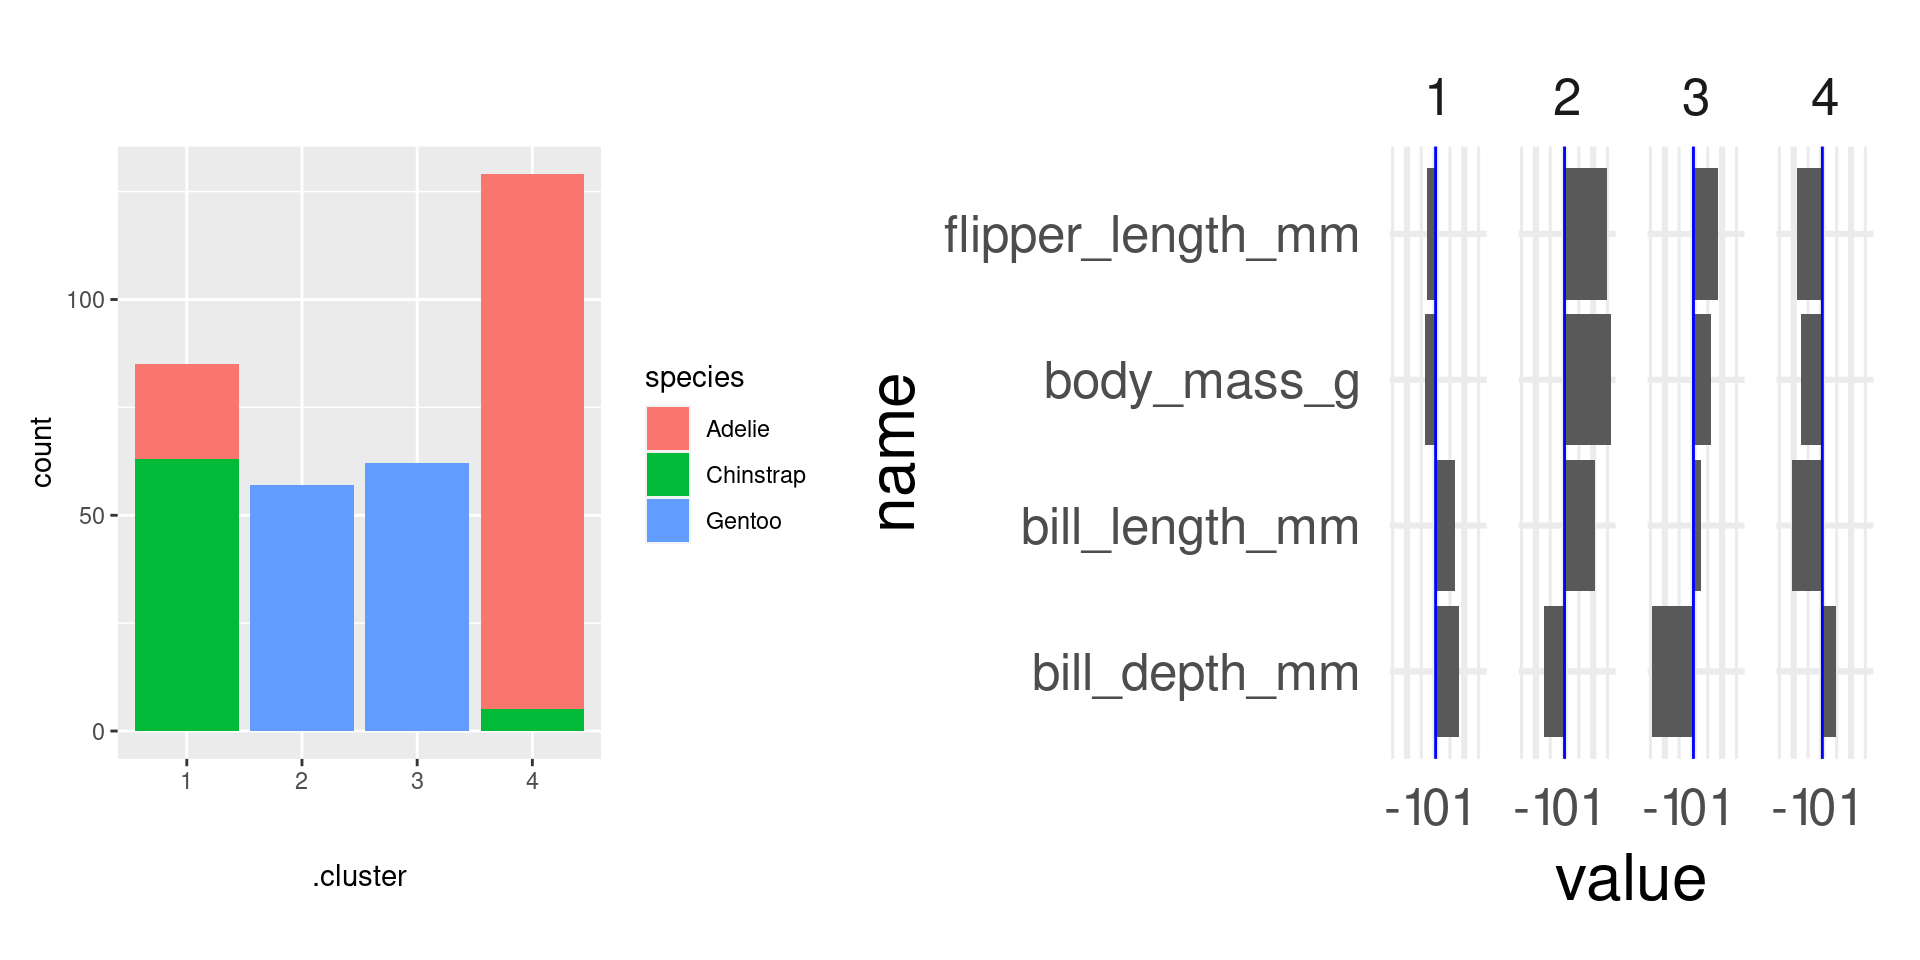 count
100
50
0
1
2
3
4
.cluster
species
Adelie
Chinstrap
Gentoo
name
1
2
3
4
flipper_length_mm
body_mass_g
bill_length_mm
bill_depth_mm
-101
-101
-101
-101
value